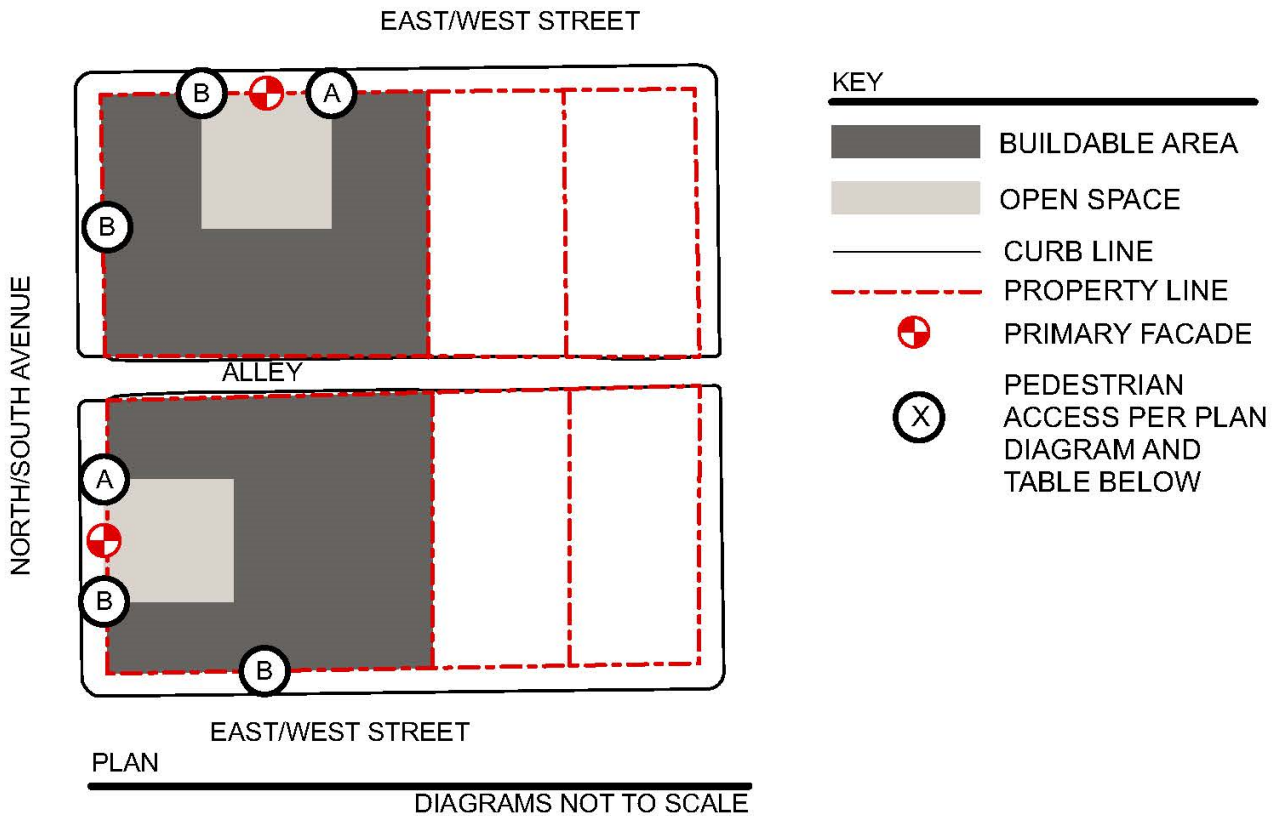 EAST/WEST STREET
B
A
B
NORTH/SOUTH AVENUE
ALLEY
A
B
B
EAST/WEST STREET
PLAN
DIAGRAMS NOT TO SCALE
KEY
BUILDABLE AREA
OPEN SPACE
CURB LINE
PROPERTY LINE
PRIMARY FACADE
X
PEDESTRIAN
ACCESS PER PLAN
DIAGRAM AND
TABLE BELOW